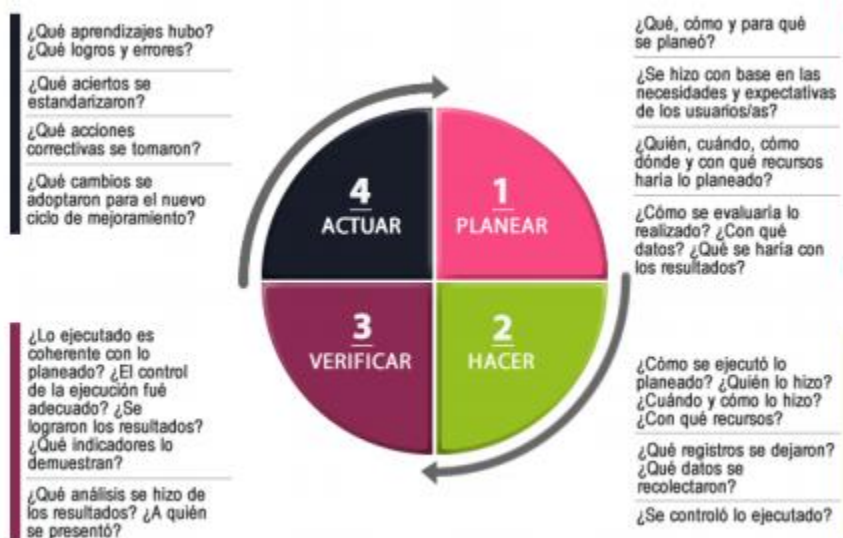 ¿Qué aprendizajes hubo?
¿Qué logros y errores?
¿Qué aciertos se
estandarizaron?
¿Qué acciones
correctivas se tomaron?
¿Qué cambios se
adoptaron para el nuevo
ciclo de mejoramiento?
4
ACTUAR
1
PLANEAR
¿Qué, cómo y para qué
se planeó?
¿Se hizo con base en las
necesidades y expectativas
de los usuarios/as?
¿Quién, cuándo, cómo
dónde y con qué recursos
haría lo planeado?
¿Cómo se evaluaría lo
realizado? ¿Con qué
datos? ¿Qué se haría con
los resultados?
¿Lo ejecutado es
coherente con lo
planeado? ¿El control
de la ejecución fué
adecuado? ¿Se
lograron los resultados?
¿Qué indicadores lo
demuestran?
¿Qué análisis se hizo de
los resultados? ¿A quién
se presentó?
3
VERIFICAR
2
HACER
¿Cómo se ejecutó lo
planeado? ¿Quién lo hizo?
¿Cuándo y cómo lo hizo?
¿Con qué recursos?
¿Qué registros se dejaron?
¿Qué datos se
recolectaron?
¿Se controló lo ejecutado?